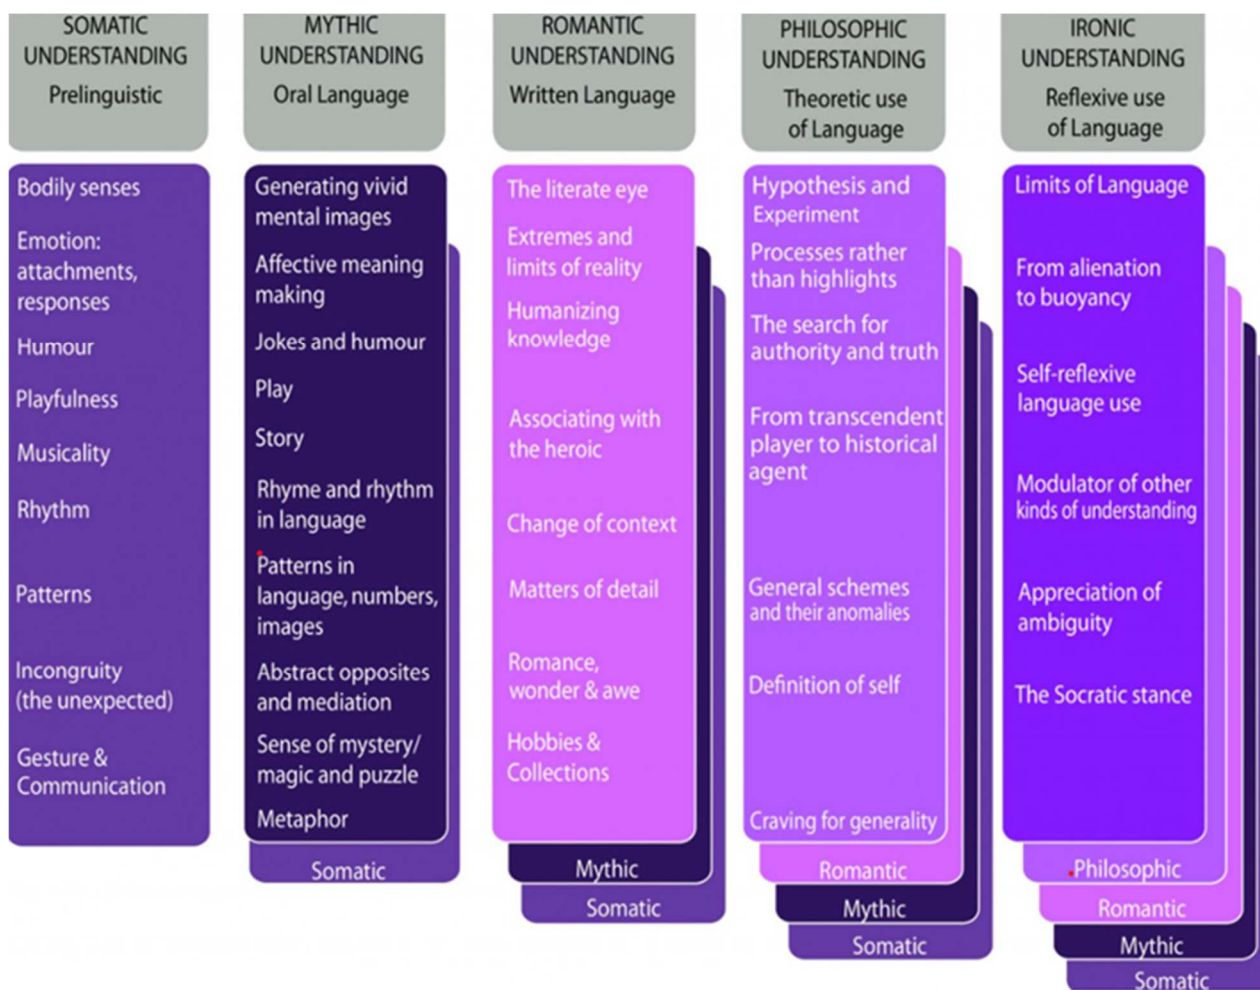 SOMATIC
UNDERSTANDING
Prelinguistic
Bodily senses
Emotion:
attachments,
responses
Humour
Playfulness
Musicality
Rhythm
Patterns
Incongruity
(the unexpected)
Gesture &
Communication
MYTHIC
UNDERSTANDING
Oral Language
Generating vivid
mental images
Affective meaning
making
Jokes and humour
Play
Story
Rhyme and rhythm
in language
Patterns in
language, numbers,
images
Abstract opposites
and mediation
Sense of mystery/
magic and puzzle
Metaphor
Somatic
ROMANTIC
UNDERSTANDING
Written Language
The literate eye
Extremes and
limits of reality
Humanizing
knowledge
Associating with
the heroic
Change of context
Matters of detail
Romance,
wonder & awe
Hobbies &
Collections
Mythic
Somatic
PHILOSOPHIC
UNDERSTANDING
Theoretic use
of Language
Hypothesis and
Experiment
Processes rather
than highlights
The search for
authority and truth
From transcendent
player to historical
agent
General schemes
and their anomalies
Definition of self
Craving for generality
Romantic
Mythic
Somatic
IRONIC
UNDERSTANDING
Reflexive use
of Language
Limits of Language
From alienation
to buoyancy
Self-reflexive
language use
Modulator of other
kinds of understanding
Appreciation of
ambiguity
The Socratic stance
Philosophic
Romantic
Mythic
Somatic